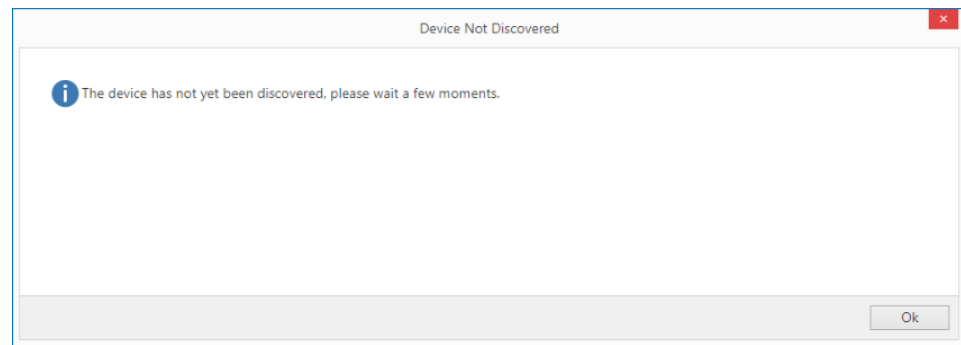 Device Not Discovered
The device has not yet been discovered, please wait a few moments.
Ok